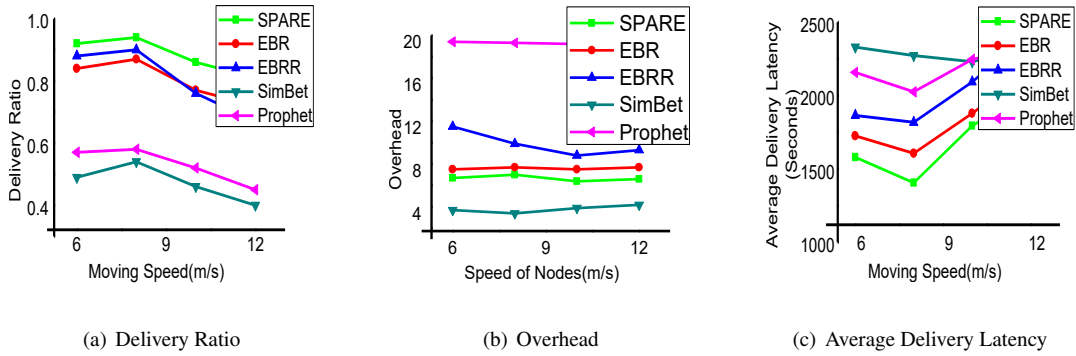 1.0
0.8
0.6
0.4
Delivery Ratio
6
9
12
Moving Speed(m/s)
SPARE
EBR
EBRR
SimBet
Prophet
(a) Delivery Ratio
20
16
12
8
4
Overhead
6
9
12
Speed of Nodes(m/s)
SPARE
EBR
EBRR
SimBet
Prophet
(b) Overhead
2500
2000
1500
1000
Average Delivery Latency
(Seconds)
6
9
12
Moving Speed(m/s)
SPARE
EBR
EBRR
SimBet
Prophet
(c) Average Delivery Latency